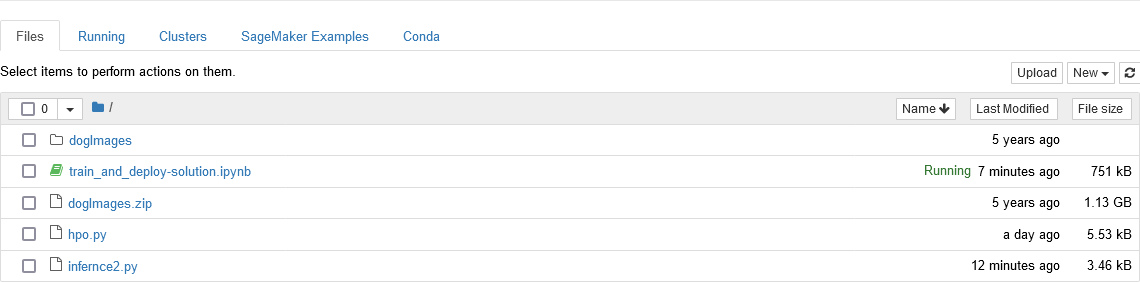 Files Running Clusters SageMaker Examples Conda
Select items to perform actions on them. Upload New
0 / Name Last Modified File size
dogImages 5 years ago
train_and_deploy-solution.ipynb Running 7 minutes ago 751 kB
dogImages.zip 5 years ago 1.13 GB
hpo.py a day ago 5.53 kB
infernce2.py 12 minutes ago 3.46 kB